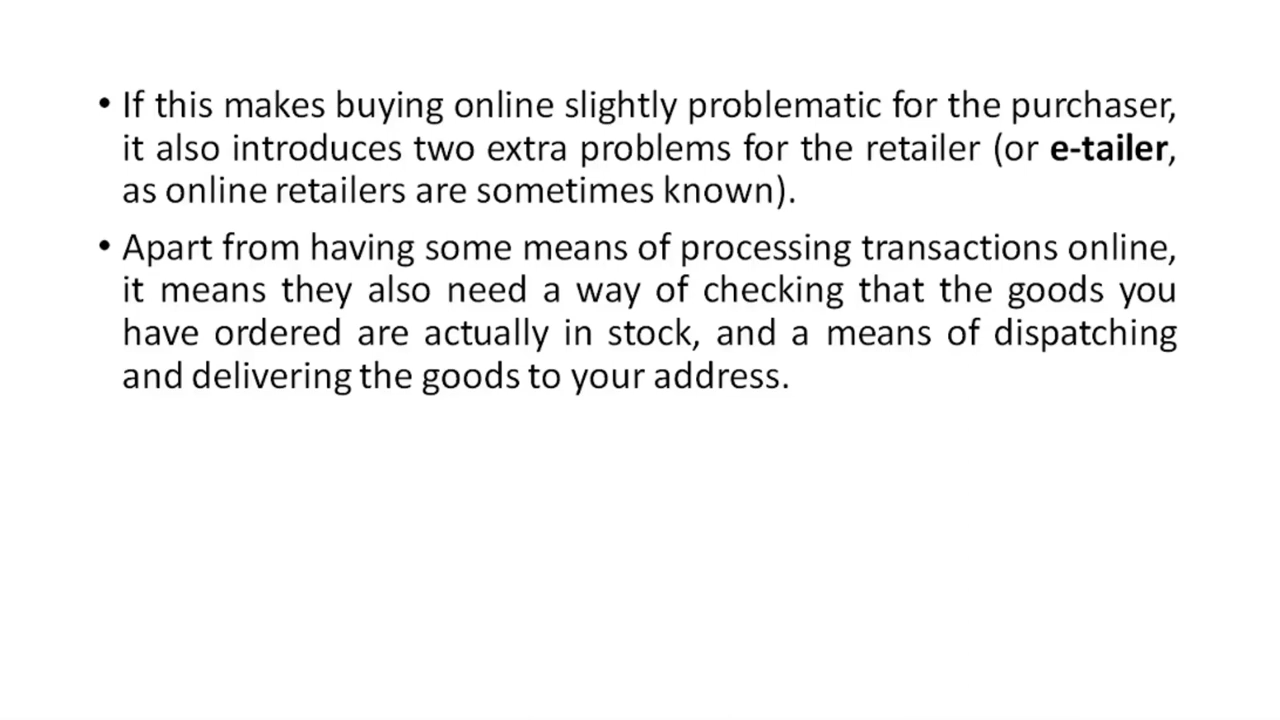 • If this makes buying online slightly problematic for the purchaser,
it also introduces two extra problems for the retailer (or e-tailer,
as online retailers are sometimes known).
• Apart from having some means of processing transactions online,
it means they also need a way of checking that the goods you
have ordered are actually in stock, and a means of dispatching
and delivering the goods to your address.